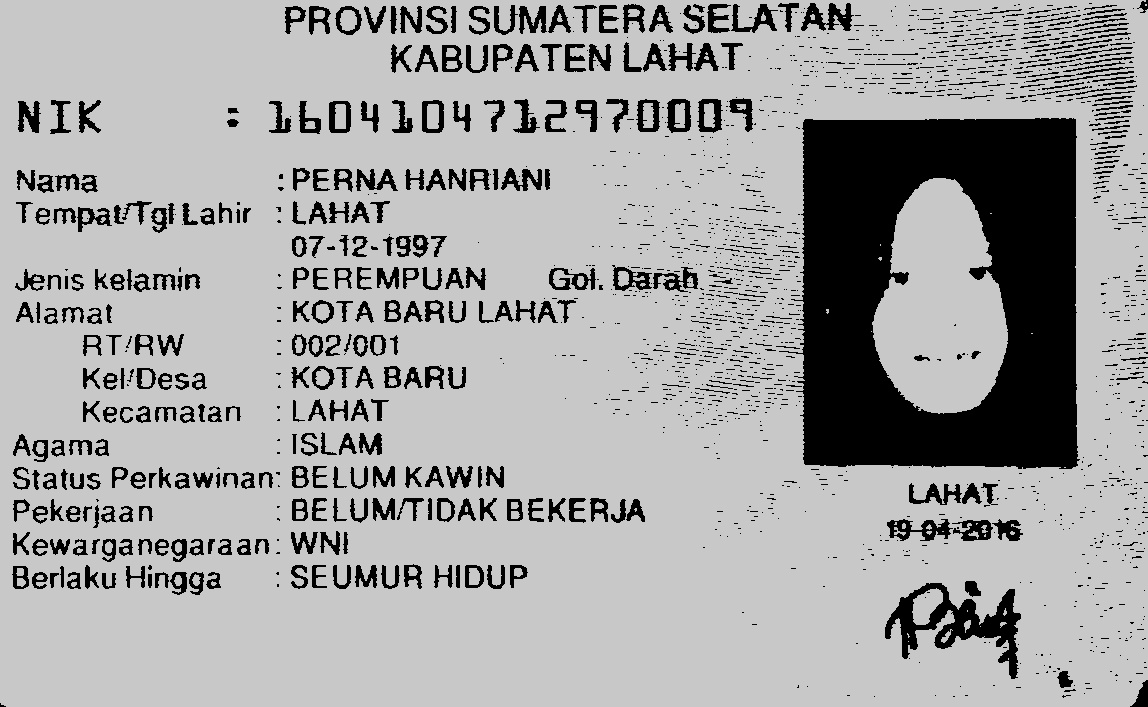 PROVINSI SUMATERA SELATAN
KABUPATEN LAHAT
NIK : 1604104712970009
Nama : PERNA HANRIANI
Tempat/Tgl Lahir : LAHAT
07-12-1997
Jenis kelamin : PEREMPUAN Gol. Darah -
Alamat : KOTA BARU LAHAT
RT/RW : 002/001
Kel/Desa : KOTA BARU
Kecamatan : LAHAT
Agama : ISLAM
Status Perkawinan: BELUM KAWIN
Pekerjaan : BELUM/TIDAK BEKERJA
Kewarganegaraan: WNI
Berlaku Hingga : SEUMUR HIDUP
LAHAT
19-04-2016